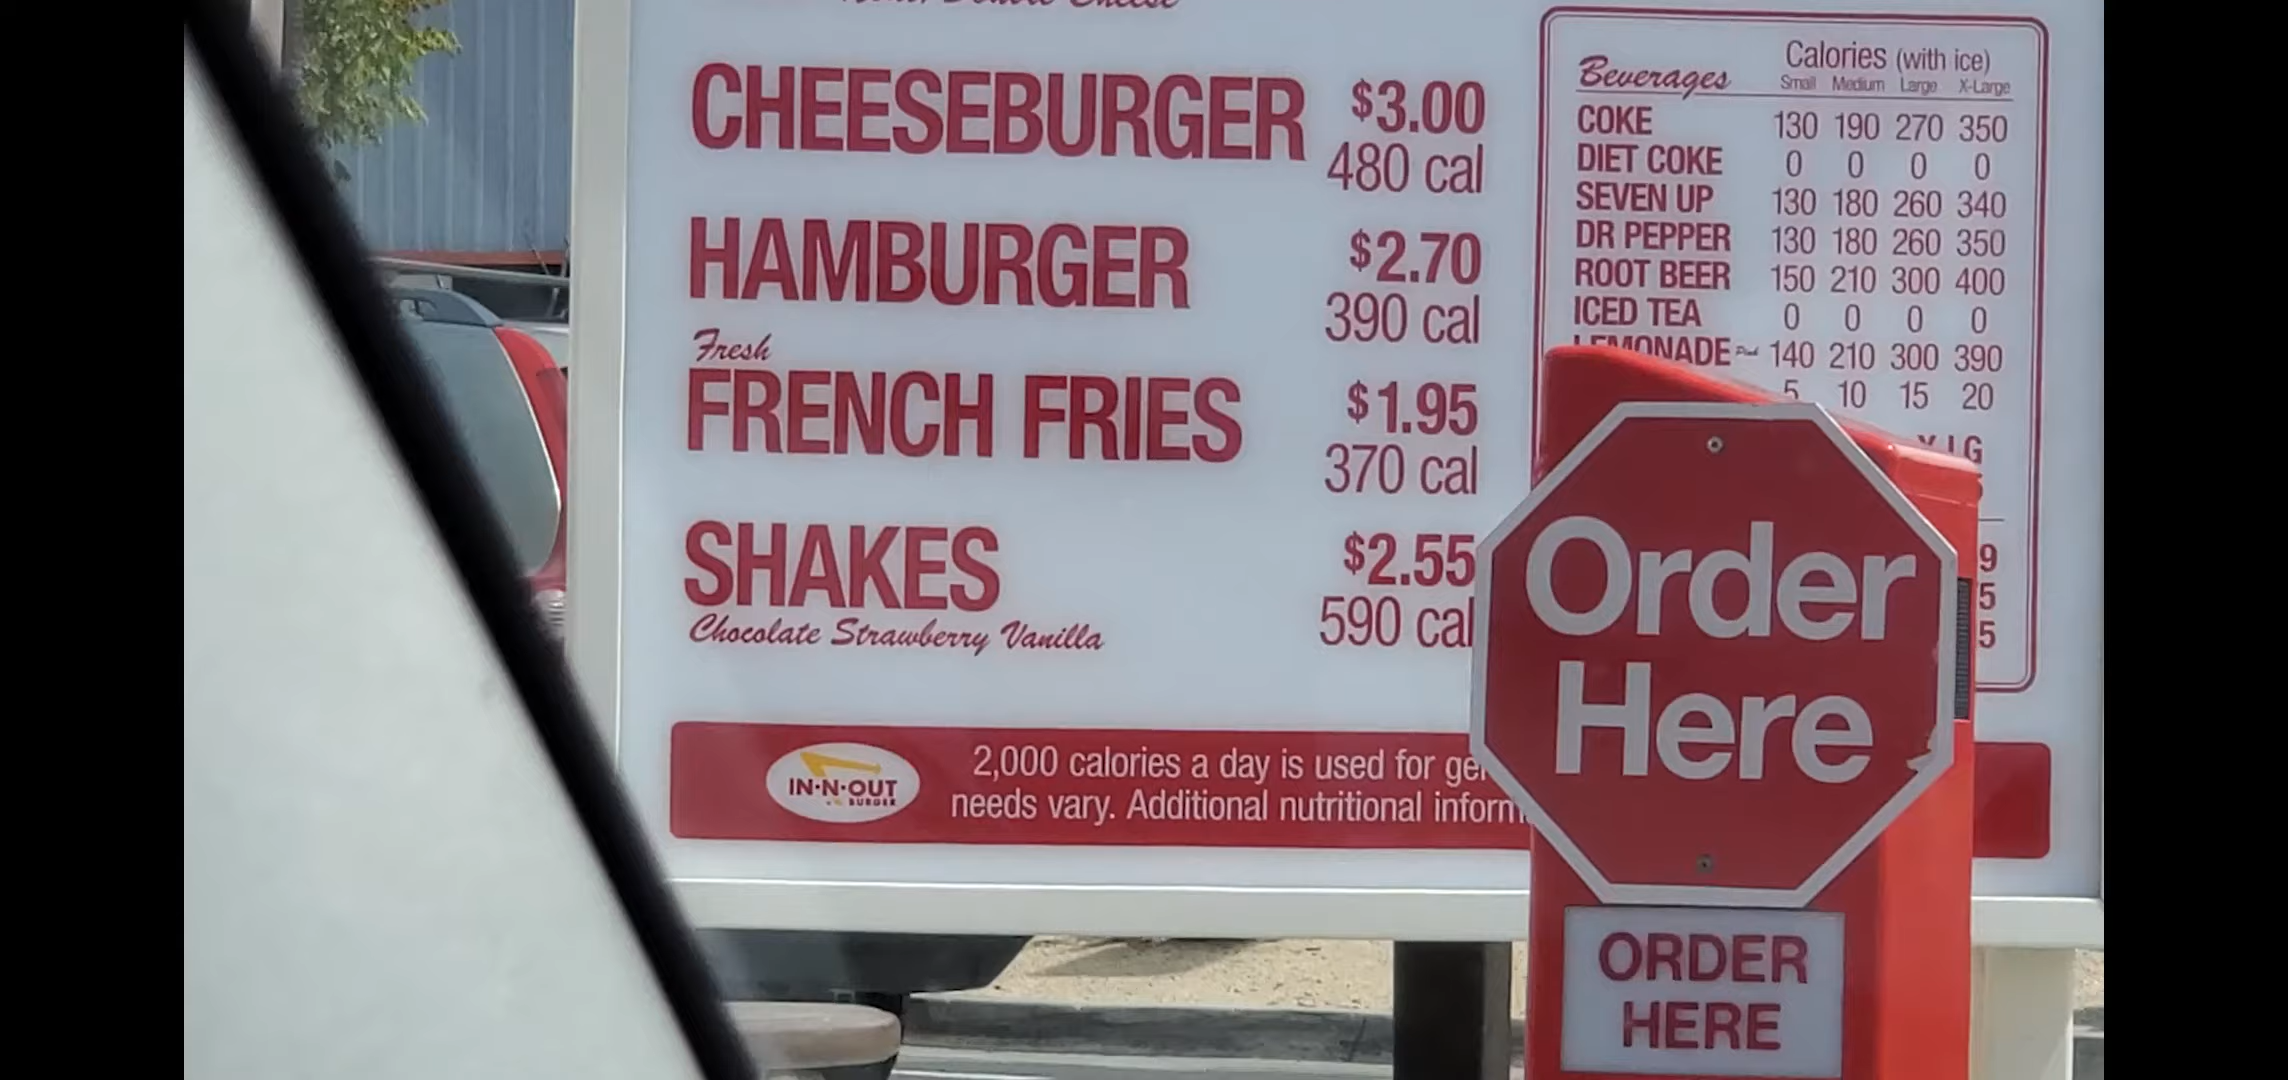 CHEESEBURGER $3.00
480 cal
HAMBURGER $2.70
390 cal
Fresh
FRENCH FRIES $1.95
370 cal
SHAKES $2.55
Chocolate Strawberry Vanilla 590 cal
IN-N-OUT
BURGER
2,000 calories a day is used for
needs vary. Additional nutritional
Calories (with ice)
Beverages Small Medium Large X-Large
COKE 130 190 270 350
DIET COKE 0 0 0 0
SEVEN UP 130 180 260 340
DR PEPPER 130 180 260 350
ROOT BEER 150 210 300 400
ICED TEA 0 0 0 0
LEMONADE Pink 140 210 300 390
5 10 15 20
Order
Here
ORDER
HERE